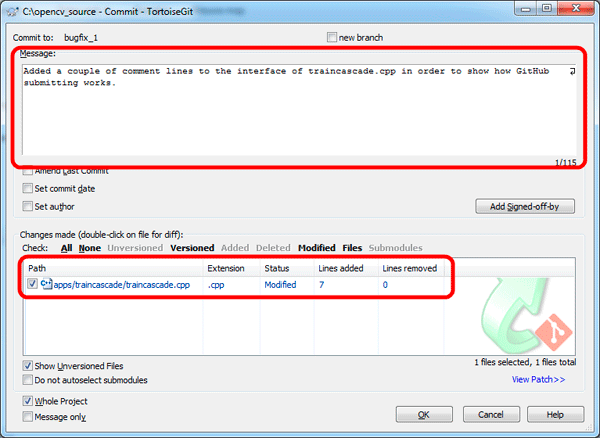 C:\opencv_source - Commit - TortoiseGit
Commit to: bugfix_1 new branch
Message:
Added a couple of comment lines to the interface of traincascade.cpp in order to show how GitHub
submitting works.
1/115
Amend Last Commit
Set commit date
Set author
Add Signed-off-by
Changes made (double-click on file for diff):
Check: All None Unversioned Versioned Added Deleted Modified Files Submodules
Path Extension Status Lines added Lines removed
C++ apps/traincascade/traincascade.cpp .cpp Modified 7 0
1 files selected, 1 files total
Show Unversioned Files
Do not autoselect submodules
View Patch>>
Whole Project
Message only
OK Cancel Help